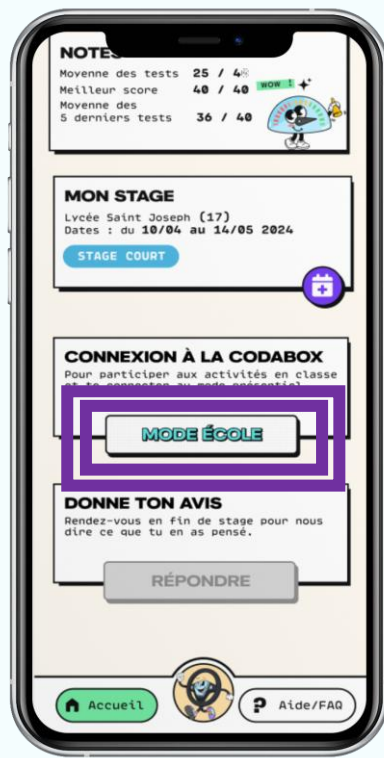 NOTES
Moyenne des tests 25 / 40
Meilleur score 40 / 40
WOW !
Moyenne des
5 derniers tests 36 / 40
MON STAGE
Lycée Saint Joseph (17)
Dates : du 10/04 au 14/05 2024
STAGE COURT
CONNEXION À LA CODABOX
Pour participer aux activités en classe
et te connecter au mode présentiel
MODE ÉCOLE
DONNE TON AVIS
Rendez-vous en fin de stage pour nous
dire ce que tu en as pensé.
RÉPONDRE
Accueil
? Aide/FAQ